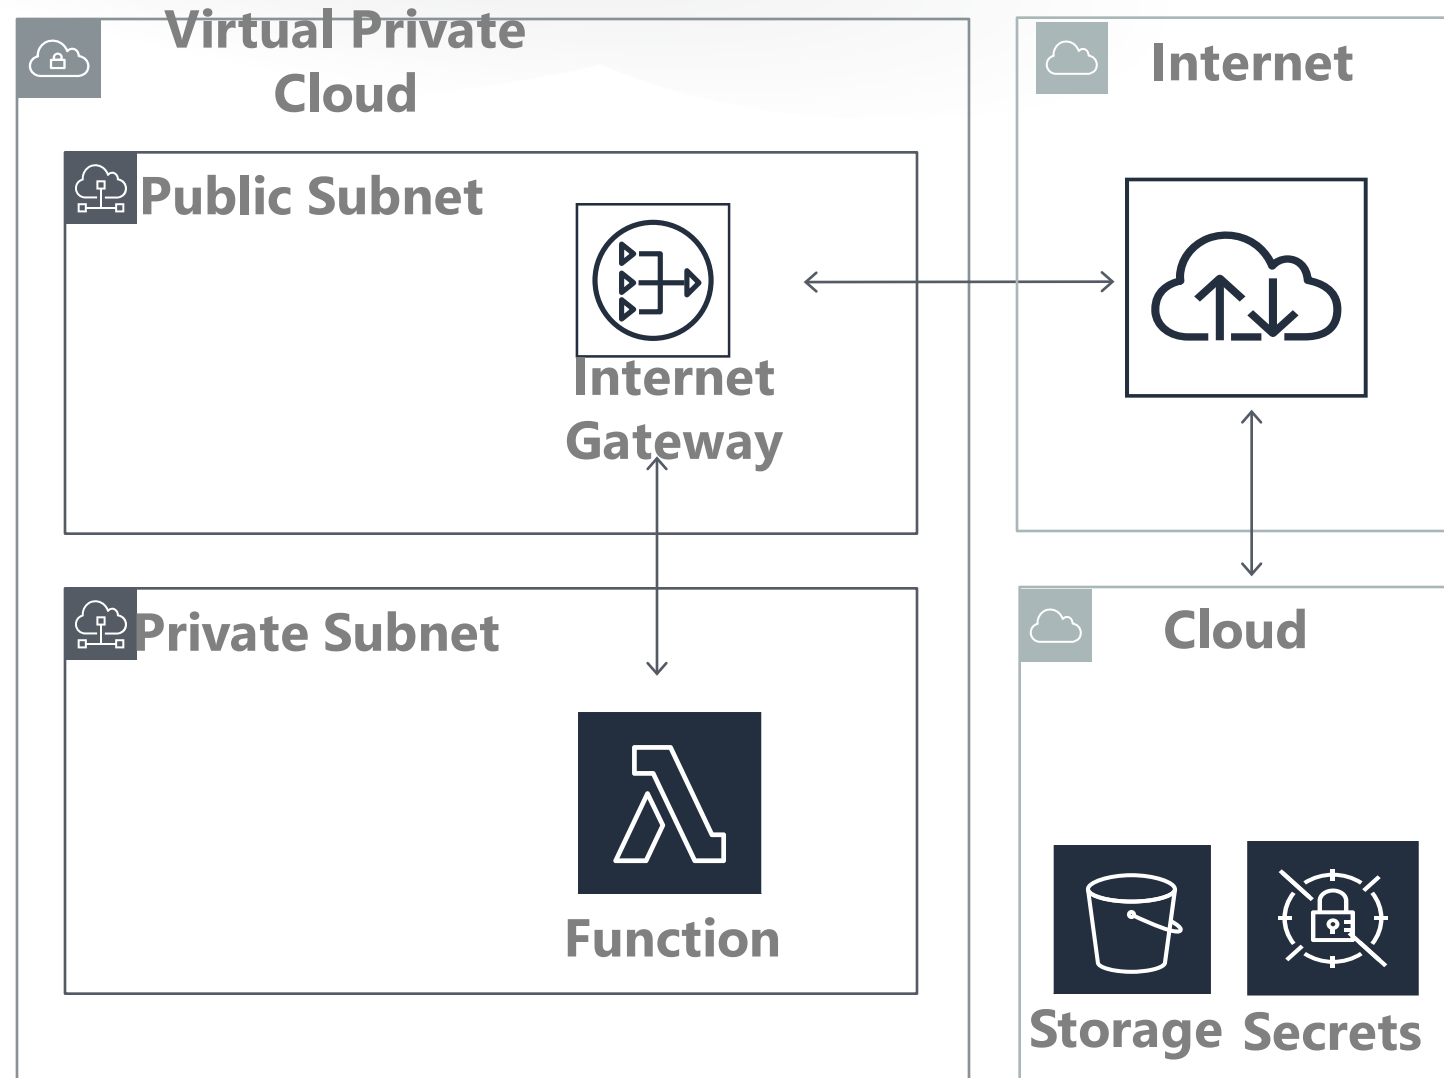 Virtual Private
Cloud
Public Subnet
Internet
Gateway
Private Subnet
Function
Internet
Cloud
Storage
Secrets